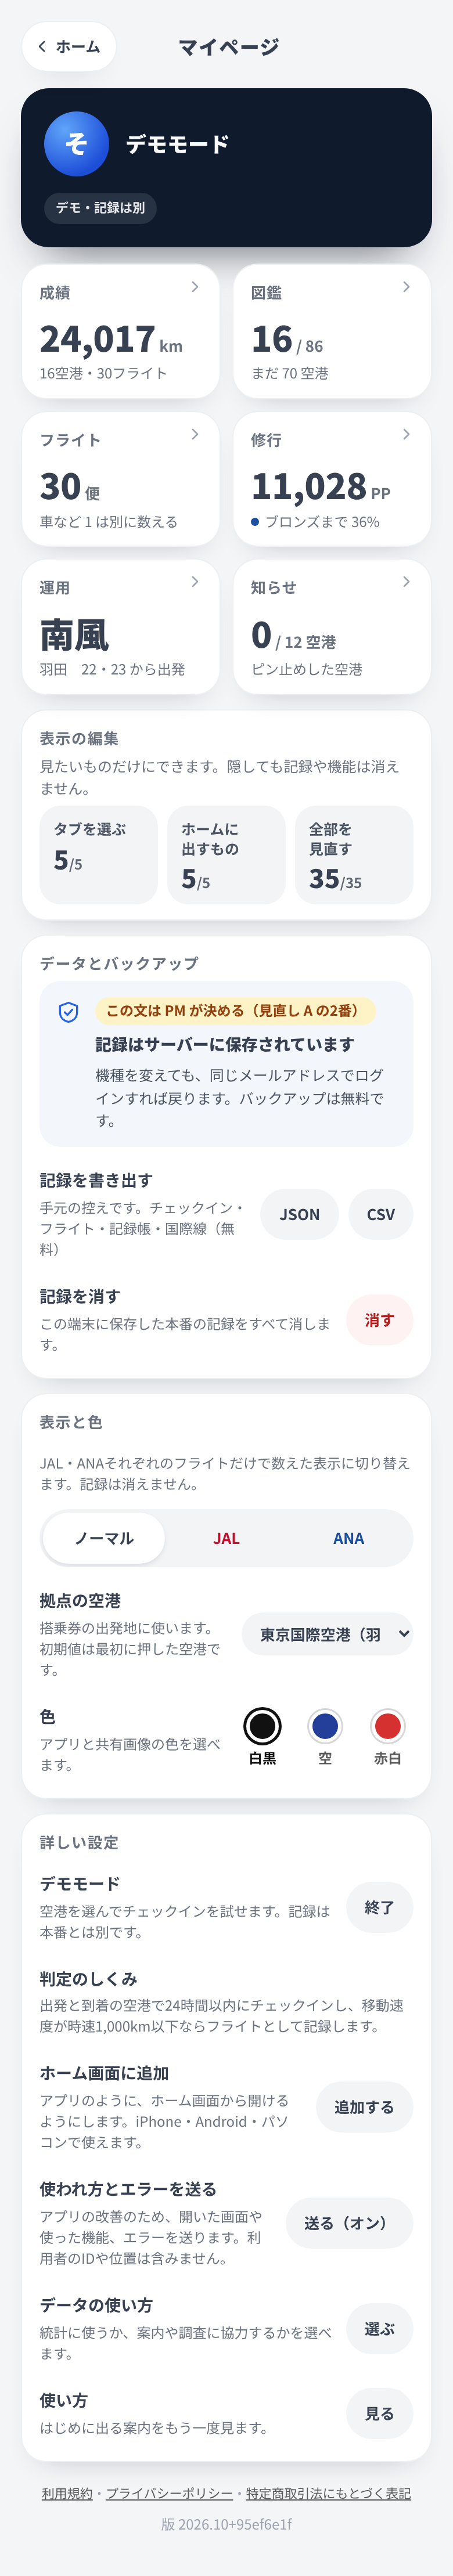 ホーム
マイページ
そ
デモモード
デモ・記録は別
成績
24,017 km
16空港・30フライト
図鑑
16 / 86
まだ 70 空港
フライト
30 便
車など 1 は別に数える
修行
11,028 PP
ブロンズまで 36%
運用
南風
羽田　22・23 から出発
知らせ
0 / 12 空港
ピン止めした空港
表示の編集
見たいものだけにできます。隠しても記録や機能は消え
ません。
タブを選ぶ
5/5
ホームに
出すもの
5/5
全部を
見直す
35/35
データとバックアップ
この文は PM が決める（見直し A の2番）
記録はサーバーに保存されています
機種を変えても、同じメールアドレスでログ
インすれば戻ります。バックアップは無料で
す。
記録を書き出す
手元の控えです。チェックイン・
フライト・記録帳・国際線（無
料）
JSON
CSV
記録を消す
この端末に保存した本番の記録をすべて消しま
す。
消す
表示と色
JAL・ANAそれぞれのフライトだけで数えた表示に切り替え
ます。記録は消えません。
ノーマル
JAL
ANA
拠点の空港
搭乗券の出発地に使います。
初期値は最初に押した空港で
す。
東京国際空港（羽
色
アプリと共有画像の色を選べ
ます。
白黒
空
赤白
詳しい設定
デモモード
空港を選んでチェックインを試せます。記録は
本番とは別です。
終了
判定のしくみ
出発と到着の空港で24時間以内にチェックインし、移動速
度が時速1,000km以下ならフライトとして記録します。
ホーム画面に追加
アプリのように、ホーム画面から開ける
ようにします。iPhone・Android・パソ
コンで使えます。
追加する
使われ方とエラーを送る
アプリの改善のため、開いた画面や
使った機能、エラーを送ります。利
用者のIDや位置は含みません。
送る（オン）
データの使い方
統計に使うか、案内や調査に協力するかを選べ
ます。
選ぶ
使い方
はじめに出る案内をもう一度見ます。
見る
利用規約・プライバシーポリシー・特定商取引法にもとづく表記
版 2026.10+95ef6e1f